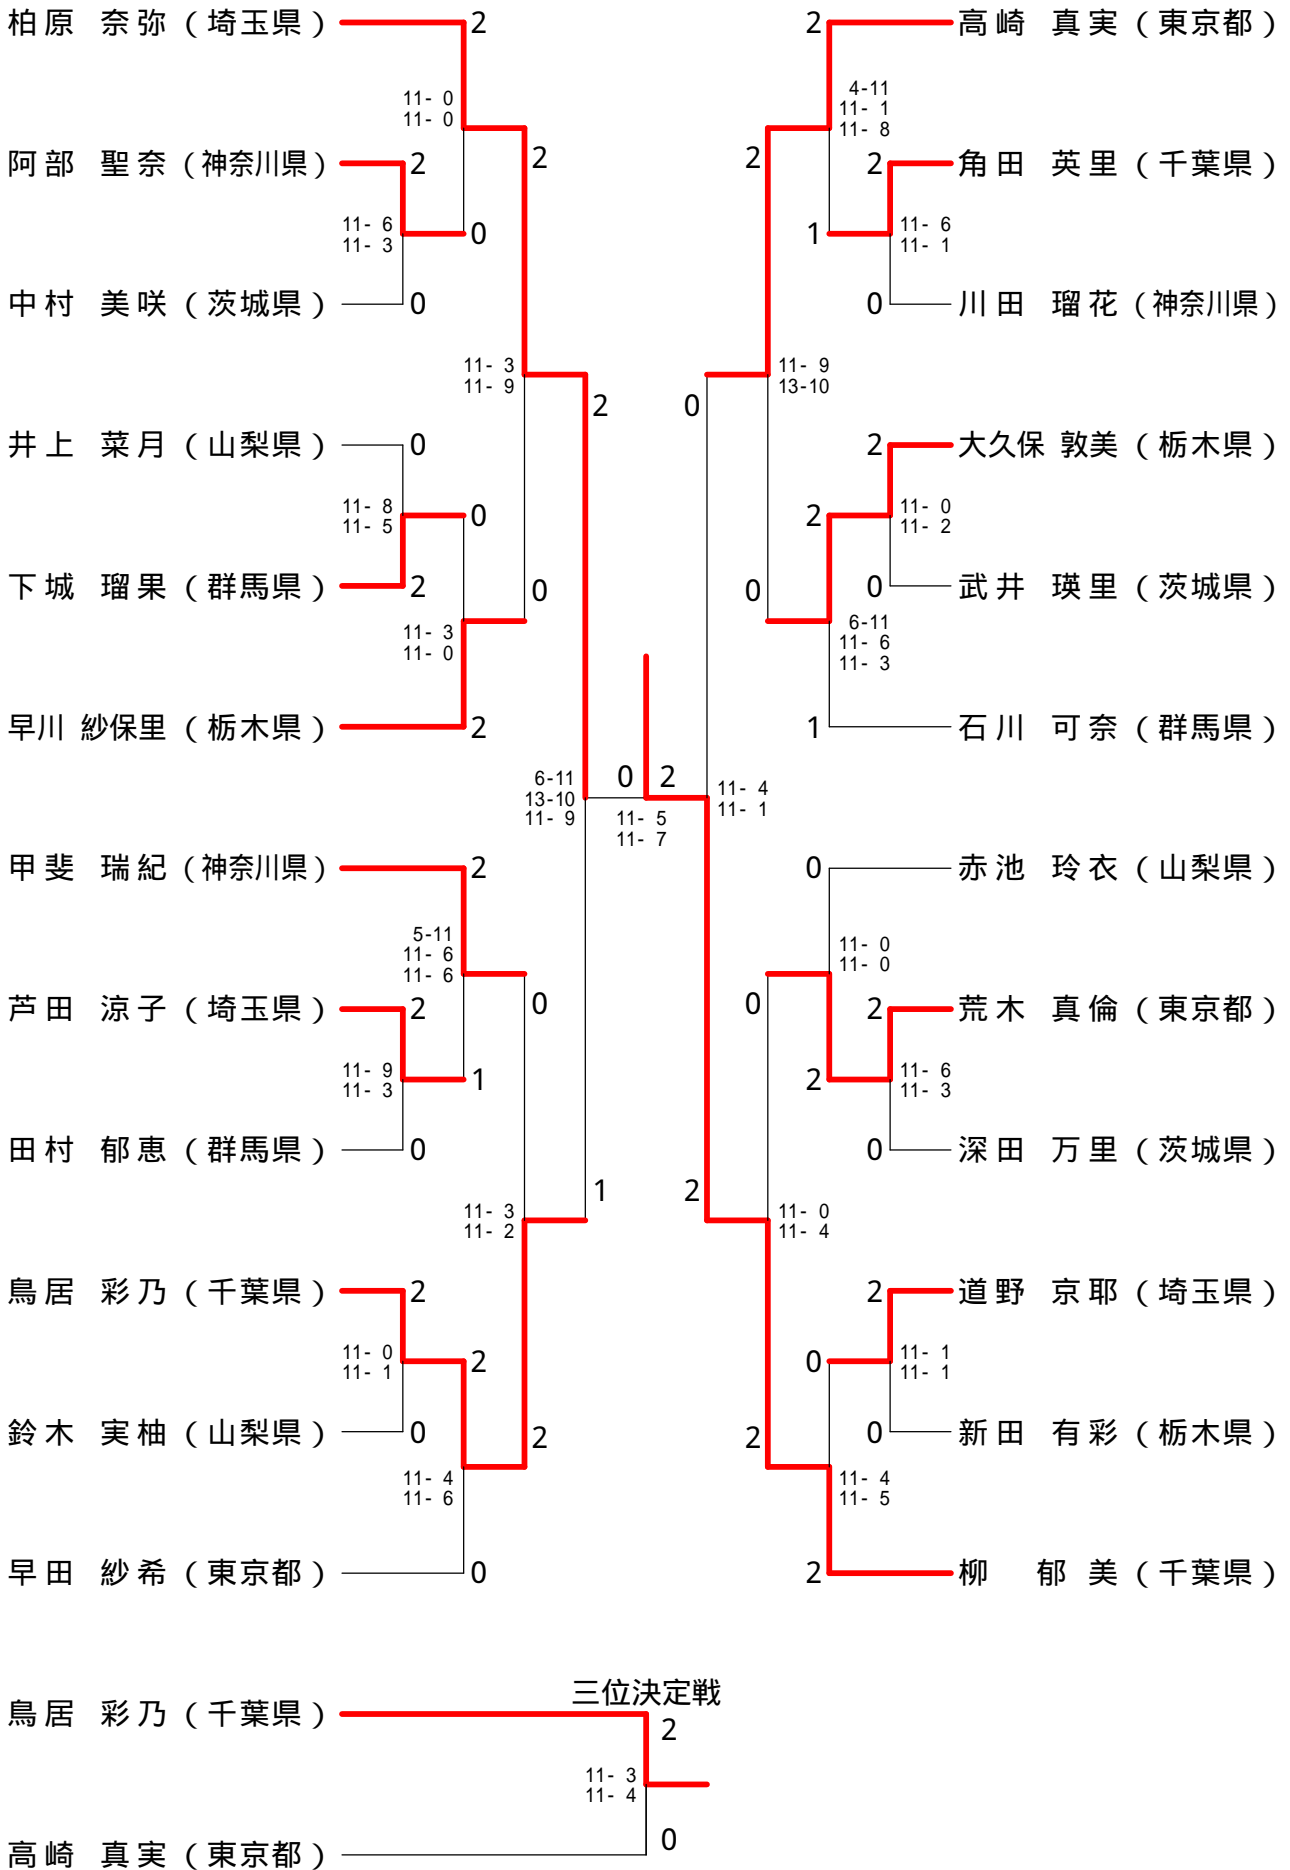 柏原 奈弥 (埼玉県) 2
11- 0
11- 0
阿部 聖奈 (神奈川県) 2
2
11- 6
11- 3
0
中村 美咲 (茨城県) 0
11- 3
11- 9
2
井上 菜月 (山梨県) 0
11- 8
11- 5
0
下城 瑠果 (群馬県) 2
0
11- 3
11- 0
早川 紗保里 (栃木県) 2
6-11
13-10
11- 9
0 2
11- 5
11- 7
甲斐 瑞紀 (神奈川県) 2
5-11
11- 6
11- 6
芦田 涼子 (埼玉県) 2
0
11- 9
11- 3
1
田村 郁恵 (群馬県) 0
1
11- 3
11- 2
鳥居 彩乃 (千葉県) 2
11- 0
11- 1
2
鈴木 実柚 (山梨県) 0
2
11- 4
11- 6
早田 紗希 (東京都) 0
2 高崎 真実 (東京都)
4-11
11- 1
11- 8
2
2 角田 英里 (千葉県)
1
11- 6
11- 1
0 川田 瑠花 (神奈川県)
11- 9
13-10
0
2 大久保 敦美 (栃木県)
2
11- 0
11- 2
0
0 武井 瑛里 (茨城県)
6-11
11- 6
11- 3
1 石川 可奈 (群馬県)
11- 4
11- 1
0 赤池 玲衣 (山梨県)
11- 0
11- 0
0
2 荒木 真倫 (東京都)
2
11- 6
11- 3
0 深田 万里 (茨城県)
2
11- 0
11- 4
2 道野 京耶 (埼玉県)
0
11- 1
11- 1
2
0 新田 有彩 (栃木県)
11- 4
11- 5
2 柳 郁美 (千葉県)
三位決定戦
鳥居 彩乃 (千葉県) 2
11- 3
11- 4
高崎 真実 (東京都) 0